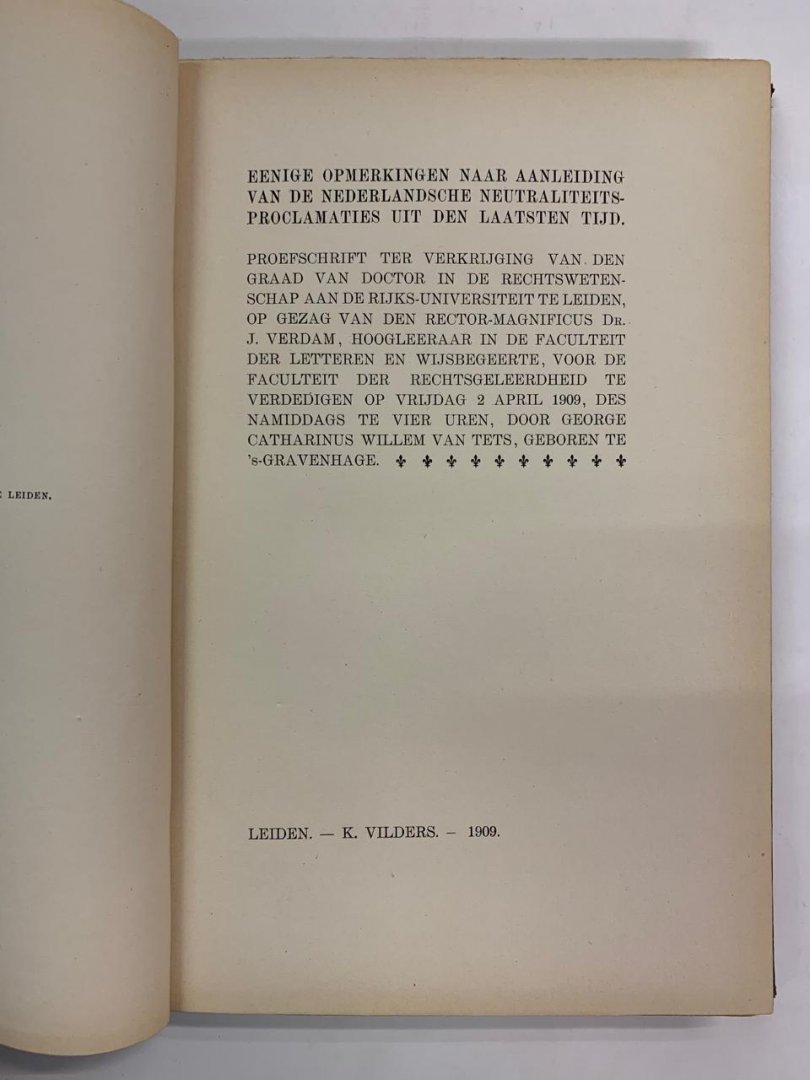 EENIGE OPMERKINGEN NAAR AANLEIDING
VAN DE NEDERLANDSCHE NEUTRALITEITS-
PROCLAMATIES UIT DEN LAATSTEN TIJD.
PROEFSCHRIFT TER VERKRIJGING VAN DEN
GRAAD VAN DOCTOR IN DE RECHTSWETEN-
SCHAP AAN DE RIJKS-UNIVERSITEIT TE LEIDEN,
OP GEZAG VAN DEN RECTOR-MAGNIFICUS DR.
J. VERDAM, HOOGLEERAAR IN DE FACULTEIT
DER LETTEREN EN WIJSBEGEERTE, VOOR DE
FACULTEIT DER RECHTSGELEERDHEID TE
VERDEDIGEN OP VRIJDAG 2 APRIL 1909, DES
NAMIDDAGS TE VIER UREN, DOOR GEORGE
CATHARINUS WILLEM VAN TETS, GEBOREN TE
's-GRAVENHAGE.
LEIDEN.
LEIDEN. — K. VILDERS. – 1909.